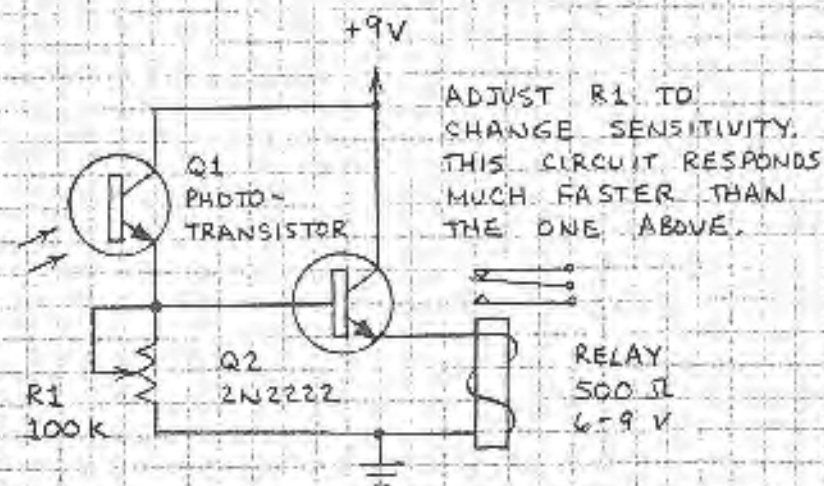 +9V
ADJUST R1 TO
CHANGE SENSITIVITY.
THIS CIRCUIT RESPONDS
MUCH FASTER THAN
THE ONE ABOVE.
Q1
PHOTO-
TRANSISTOR
Q2
2N2222
R1
100K
RELAY
500 Ω
6-9 V